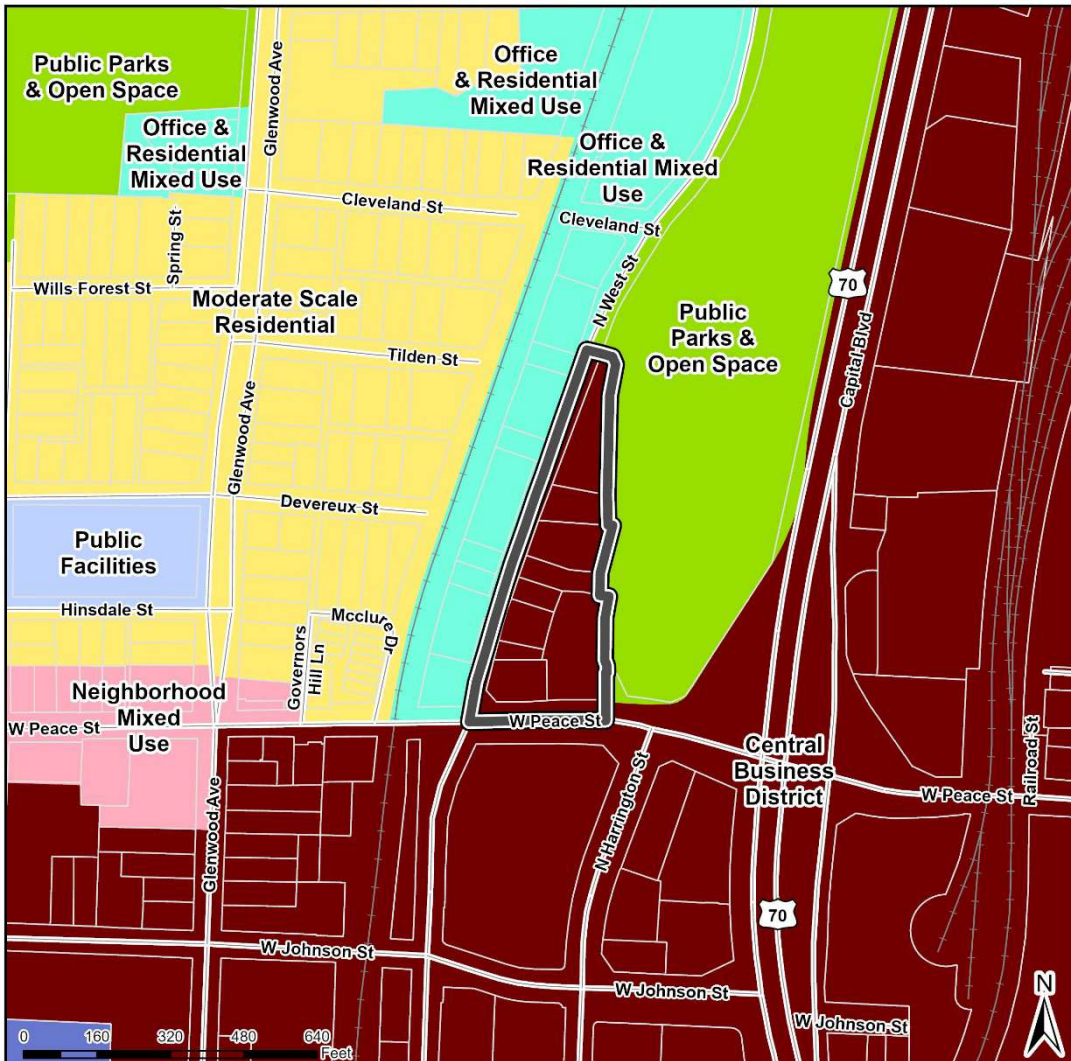 Public Parks
& Open Space
Office
& Residential
Mixed Use
Glenwood Ave
Office &
Residential
Mixed Use
Office &
Residential Mixed
Use
Cleveland St
Cleveland St
Spring St
Wills Forest St
N West St
70
Moderate Scale
Residential
Public
Parks &
Open Space
Capital Blvd
Tilden St
Glenwood Ave
Devereux St
Public
Facilities
Hinsdale St
Mcclure Dr
Governors
Hill Ln
Neighborhood
Mixed
Use
W Peace St
W Peace St
Central
Business
District
W Peace St
Railroad St
N Harrington St
Glenwood Ave
70
W Johnson St
W Johnson St
W Johnson St
N
0 160 320 480 640
Feet